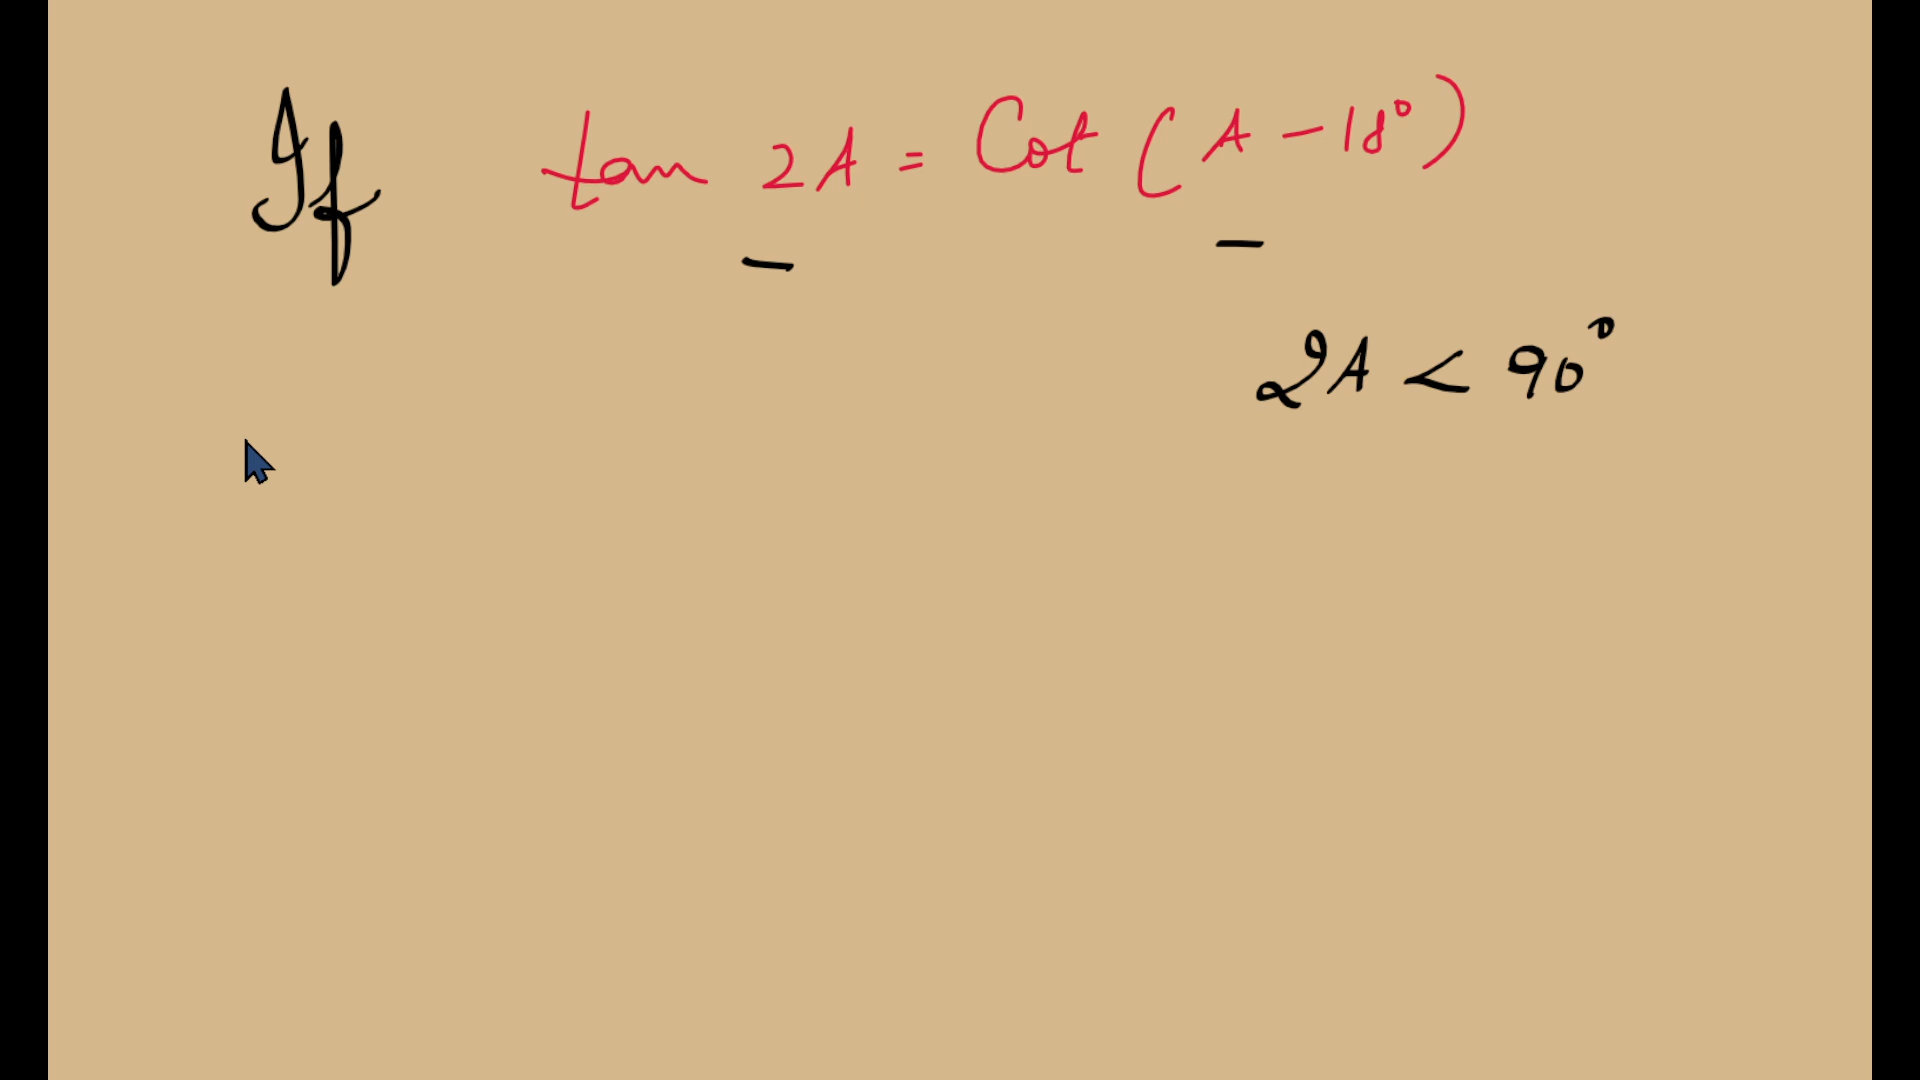 If tan 2A = Cot (A - 18°)
2A < 90°